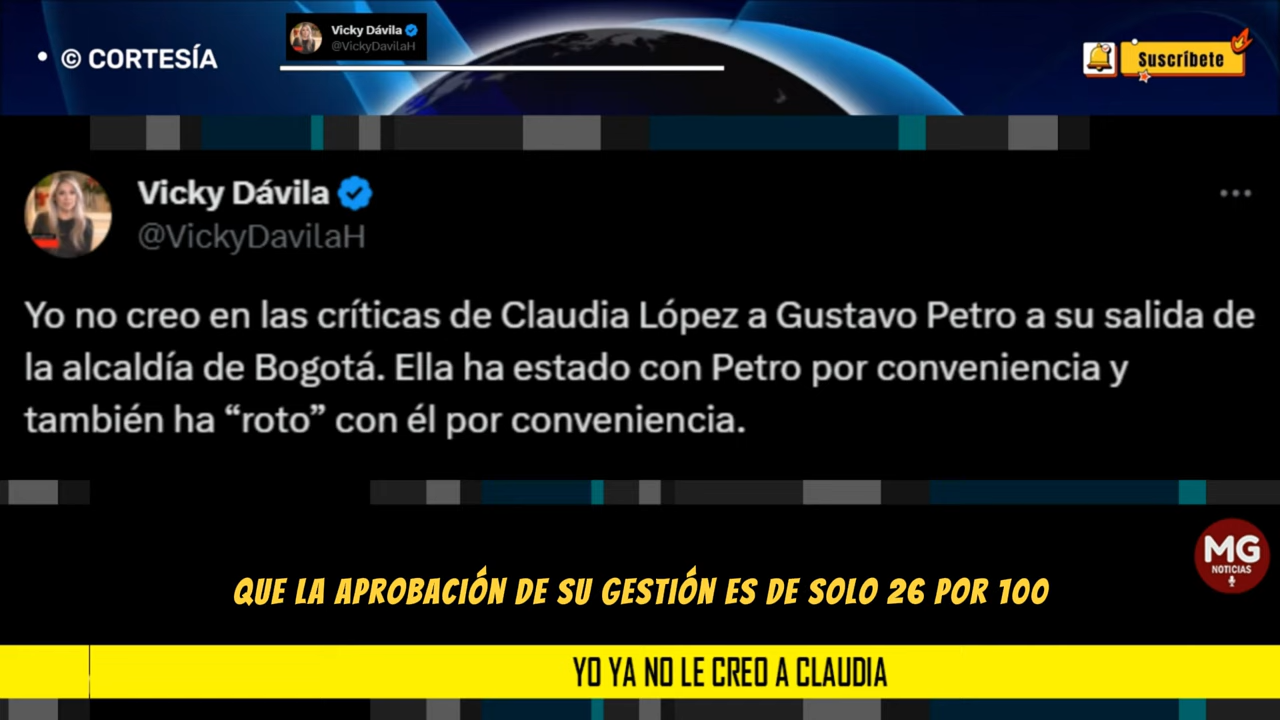 • © CORTESÍA
Vicky Dávila
@VickyDavilaH
Suscríbete
Vicky Dávila
@VickyDavilaH
Yo no creo en las críticas de Claudia López a Gustavo Petro a su salida de
la alcaldía de Bogotá. Ella ha estado con Petro por conveniencia y
también ha “roto” con él por conveniencia.
MG
NOTICIAS
QUE LA APROBACIÓN DE SU GESTIÓN ES DE SOLO 26 POR 100
YO YA NO LE CREO A CLAUDIA